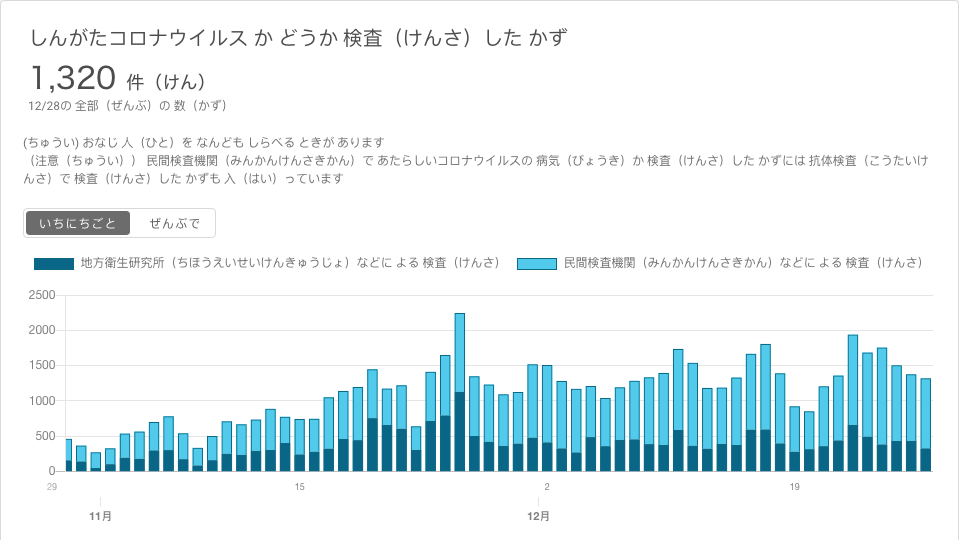 しんがたコロナウイルス か どうか 検査（けんさ）した かず
1,320 件（けん）
12/28の 全部（ぜんぶ）の 数（かず）
(ちゅうい) おなじ 人（ひと）を なんども しらべる ときが あります
（注意（ちゅうい）） 民間検査機関（みんかんけんさきかん）で あたらしいコロナウイルスの 病気（びょうき）か 検査（けんさ）した かずには 抗体検査（こうたいけ
んさ）で 検査（けんさ）した かずも 入（はい）っています
いちにちごと ぜんぶで
地方衛生研究所（ちほうえいせいけんきゅうじょ）などに よる 検査（けんさ） 民間検査機関（みんかんけんさきかん）などに よる 検査（けんさ）
2500
2000
1500
1000
500
0
29 15 2 19
11月 12月